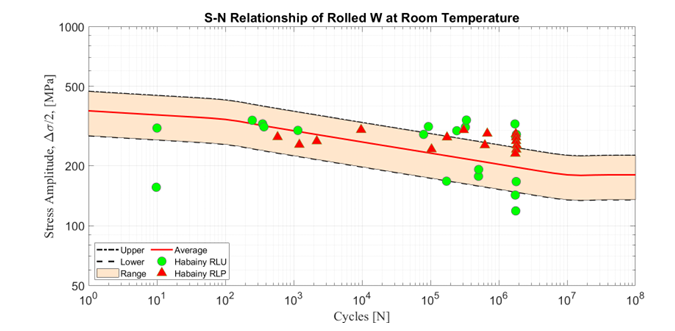 S-N Relationship of Rolled W at Room Temperature
1000
500
200
100
50
Stress Amplitude, Δσ/2, [MPa]
Upper
Lower
Range
Average
Habainy RLU
Habainy RLP
10^0 10^1 10^2 10^3 10^4 10^5 10^6 10^7 10^8
Cycles [N]